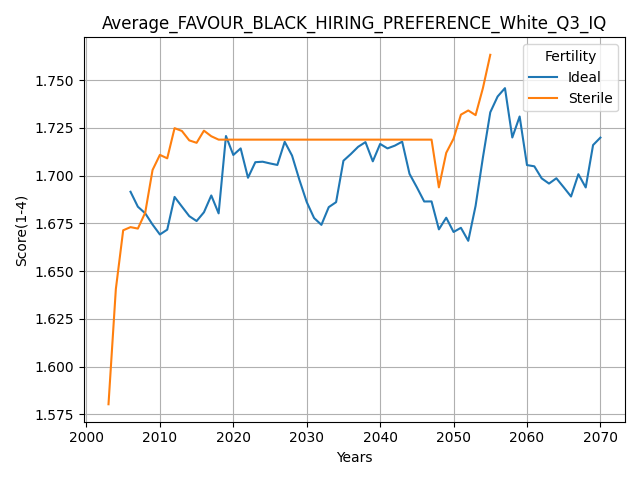 Average_FAVOUR_BLACK_HIRING_PREFERENCE_White_Q3_IQ
Fertility
Ideal
Sterile
Score(1-4)
1.750
1.725
1.700
1.675
1.650
1.625
1.600
1.575
2000 2010 2020 2030 2040 2050 2060 2070
Years